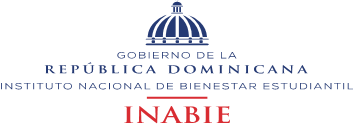 GOBIERNO DE LA
REPÚBLICA DOMINICANA
INSTITUTO NACIONAL DE BIENESTAR ESTUDIANTIL
INABIE